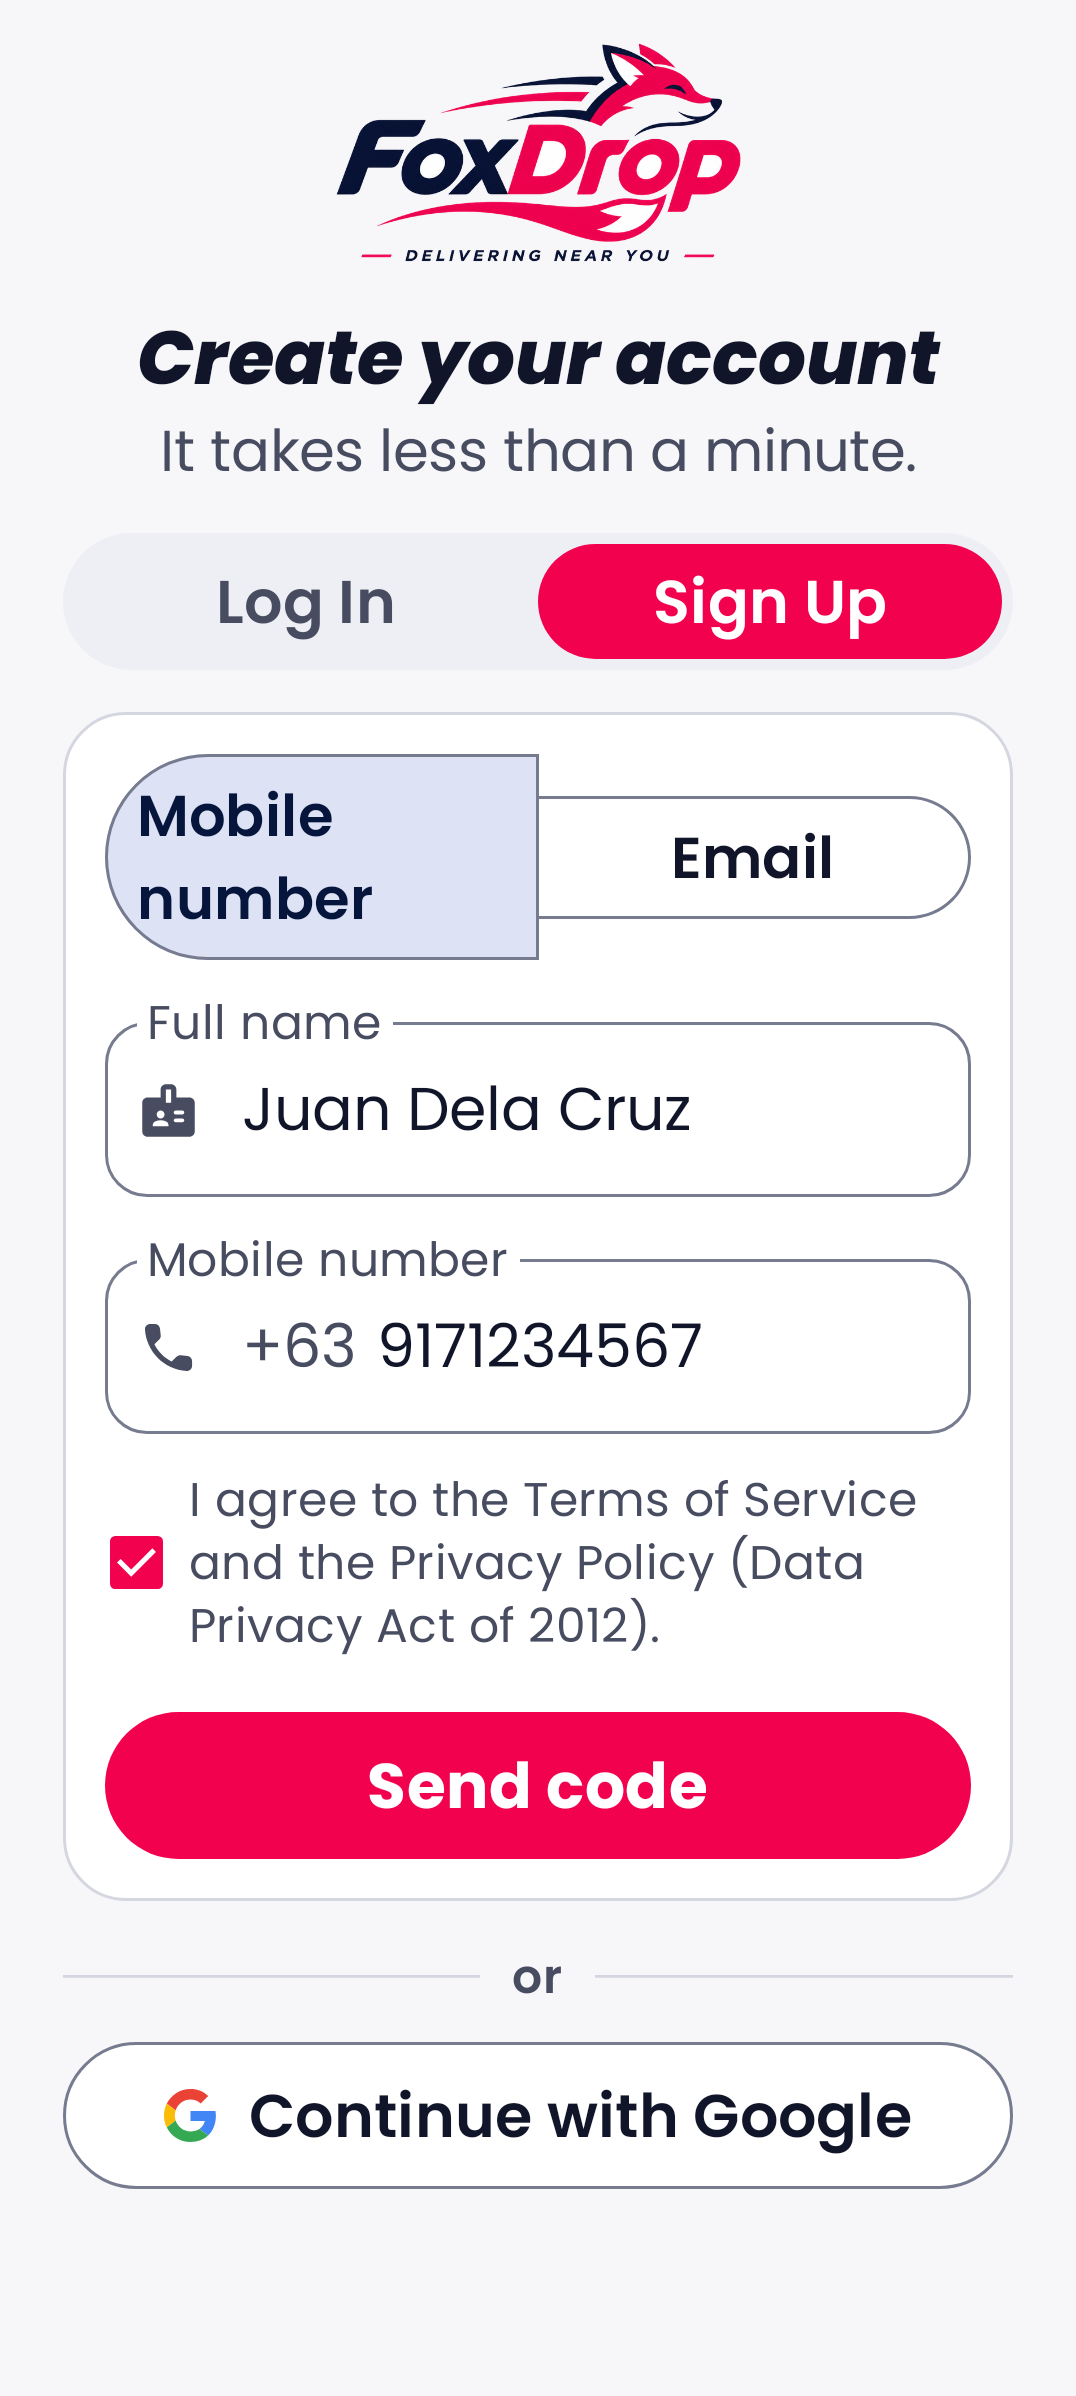 FoxDrop
DELIVERING NEAR YOU
Create your account
It takes less than a minute.
Log In
Sign Up
Mobile
number
Email
Full name
Juan Dela Cruz
Mobile number
+63 9171234567
I agree to the Terms of Service
and the Privacy Policy (Data
Privacy Act of 2012).
Send code
or
Continue with Google